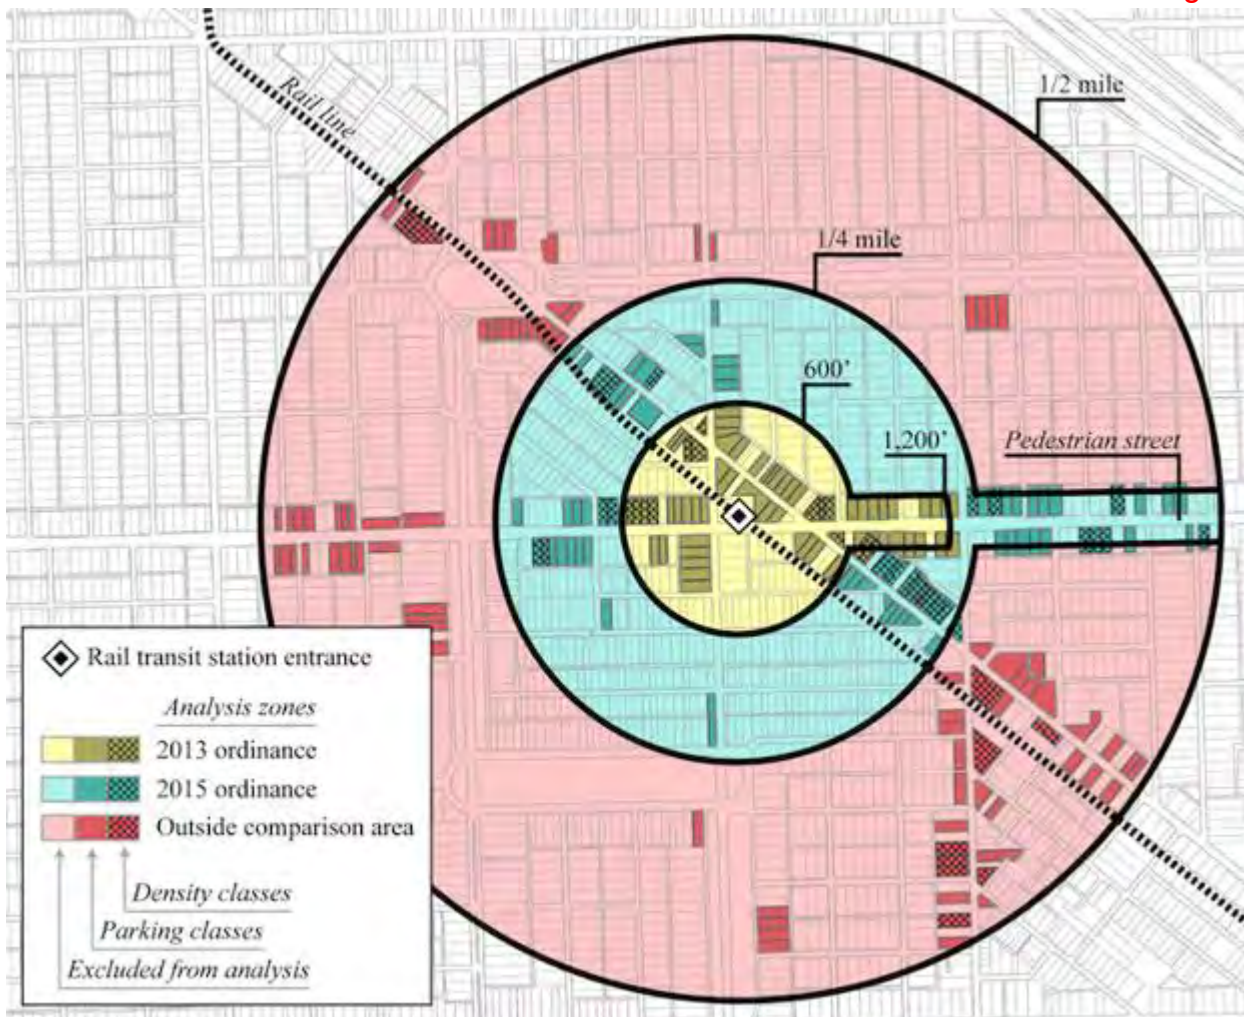 g
Rail line
1/2 mile
1/4 mile
600'
1,200'
Pedestrian street
Rail transit station entrance
Analysis zones
2013 ordinance
2015 ordinance
Outside comparison area
Density classes
Parking classes
Excluded from analysis